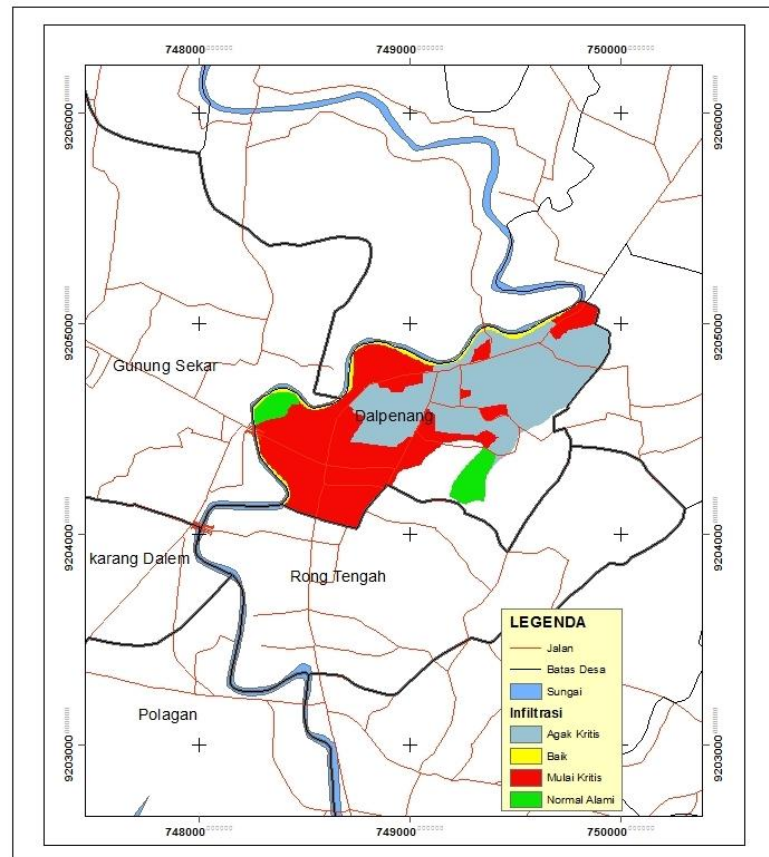 748000 749000 750000
9206000 9206000
9205000 9205000
Gunung Sekar
Dalpenang
9204000 9204000
karang Dalem
Rong Tengah
LEGENDA
Jalan
Batas Desa
Sungai
Infiltrasi
Agak Kritis
Baik
Mulai Kritis
Normal Alami
Polagan
9203000 9203000
748000 749000 750000